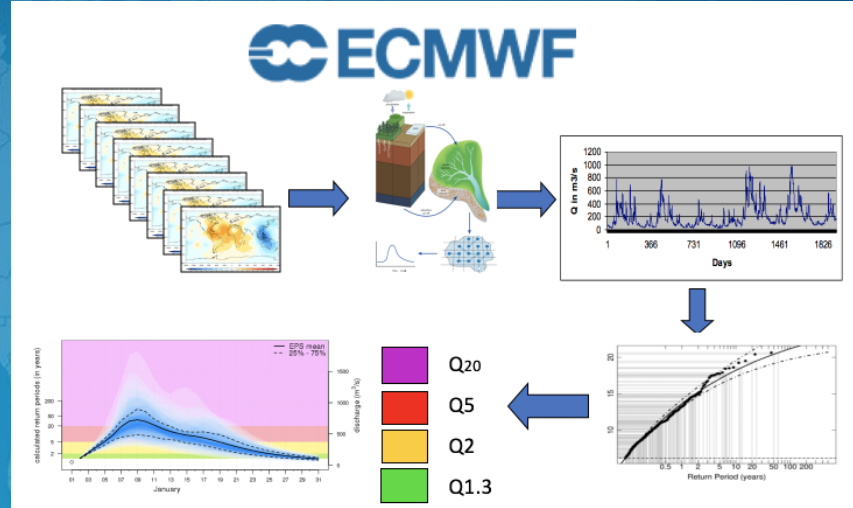 ECMWF
Q in m3/s
1200
1000
800
600
400
200
0
1 366 731 1096 1461 1826
Days
20
15
10
0.5 1 2 5 10 20 50 100 200
Return Period (years)
Q20
Q5
Q2
Q1.3
EPS mean
25% - 75%
calculated return periods (in years)
200
50
20
5
2
discharge (m³/s)
1500
1000
500
0
01 03 05 07 09 11 13 15 17 19 21 23 25 27 29 31
January